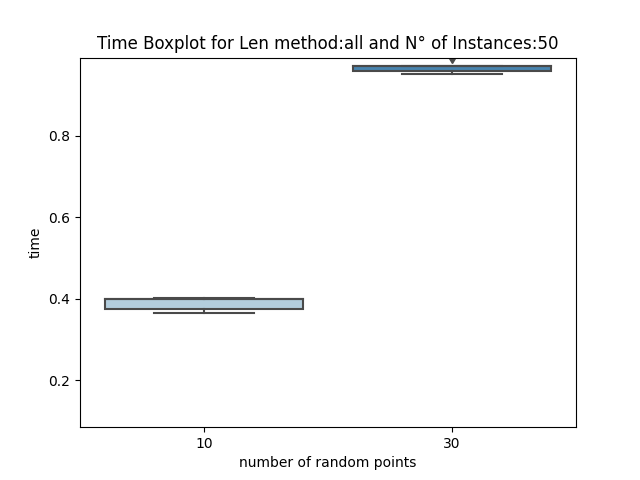 Time Boxplot for Len method:all and N° of Instances:50
0.8
0.6
0.4
0.2
time
10
30
number of random points